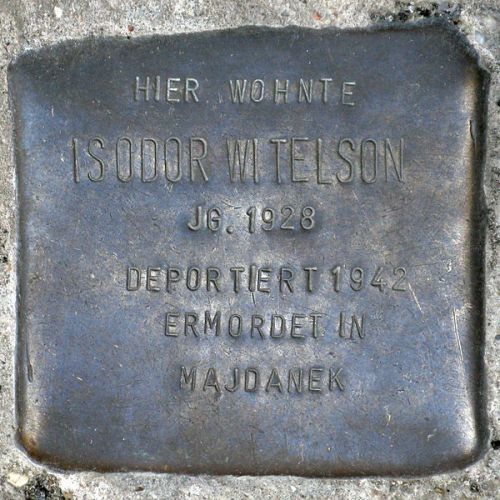 HIER WOHNTE
ISODOR WITELSON
JG. 1928
DEPORTIERT 1942
ERMORDET IN
MAJDANEK